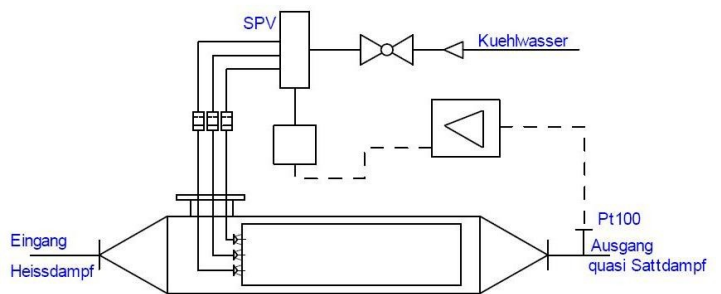 SPV
Kuehlwasser
Pt100
Eingang
Heissdampf
Ausgang
quasi Sattdampf